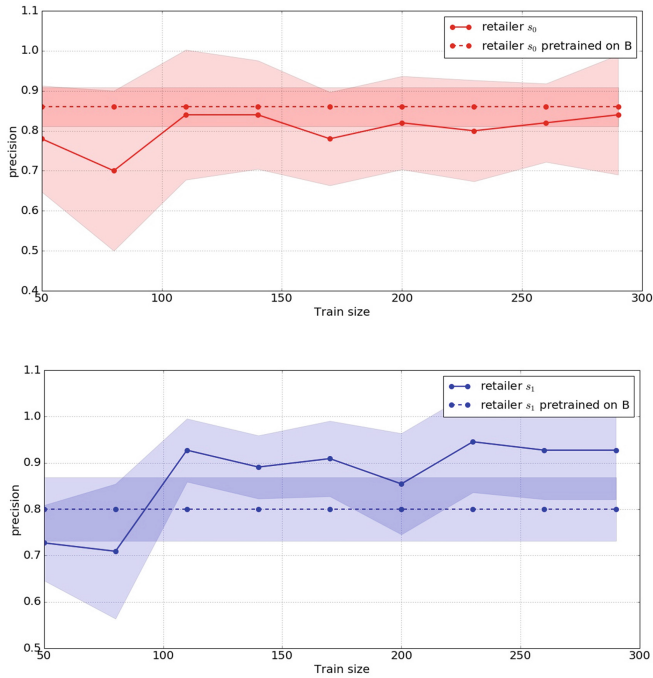 1.1
1.0
0.9
0.8
0.7
0.6
0.5
0.4
precision
retailer s0
retailer s0 pretrained on B
50 100 150 200 250 300
Train size
1.1
1.0
0.9
0.8
0.7
0.6
0.5
precision
retailer s1
retailer s1 pretrained on B
50 100 150 200 250 300
Train size